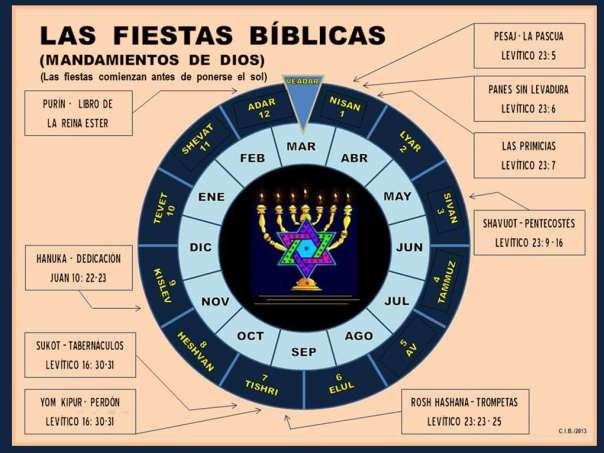 LAS FIESTAS BÍBLICAS
(MANDAMIENTOS DE DIOS)
(Las fiestas comienzan antes de ponerse el sol)
PESAJ - LA PASCUA
LEVÍTICO 23: 5
PANES SIN LEVADURA
LEVÍTICO 23: 6
LAS PRIMICIAS
LEVÍTICO 23: 7
SHAVUOT - PENTECOSTÉS
LEVÍTICO 23: 9 - 16
ROSH HASHANA - TROMPETAS
LEVÍTICO 23: 23 - 25
YOM KIPUR - PERDÓN
LEVÍTICO 16: 30-31
SUKOT - TABERNÁCULOS
LEVÍTICO 16: 30-31
HANUKA - DEDICACIÓN
JUAN 10: 22-23
PURÍN - LIBRO DE
LA REINA ESTER
VEADAR
NISAN
1
LYAR
2
SIVAN
3
4
TAMMUZ
5
AV
6
ELUL
7
TISHRI
8
HESHVAN
9
KISLEV
TEVET
10
SHEVAT
11
ADAR
12
MAR
ABR
MAY
JUN
JUL
AGO
SEP
OCT
NOV
DIC
ENE
FEB
C.I.B./2013